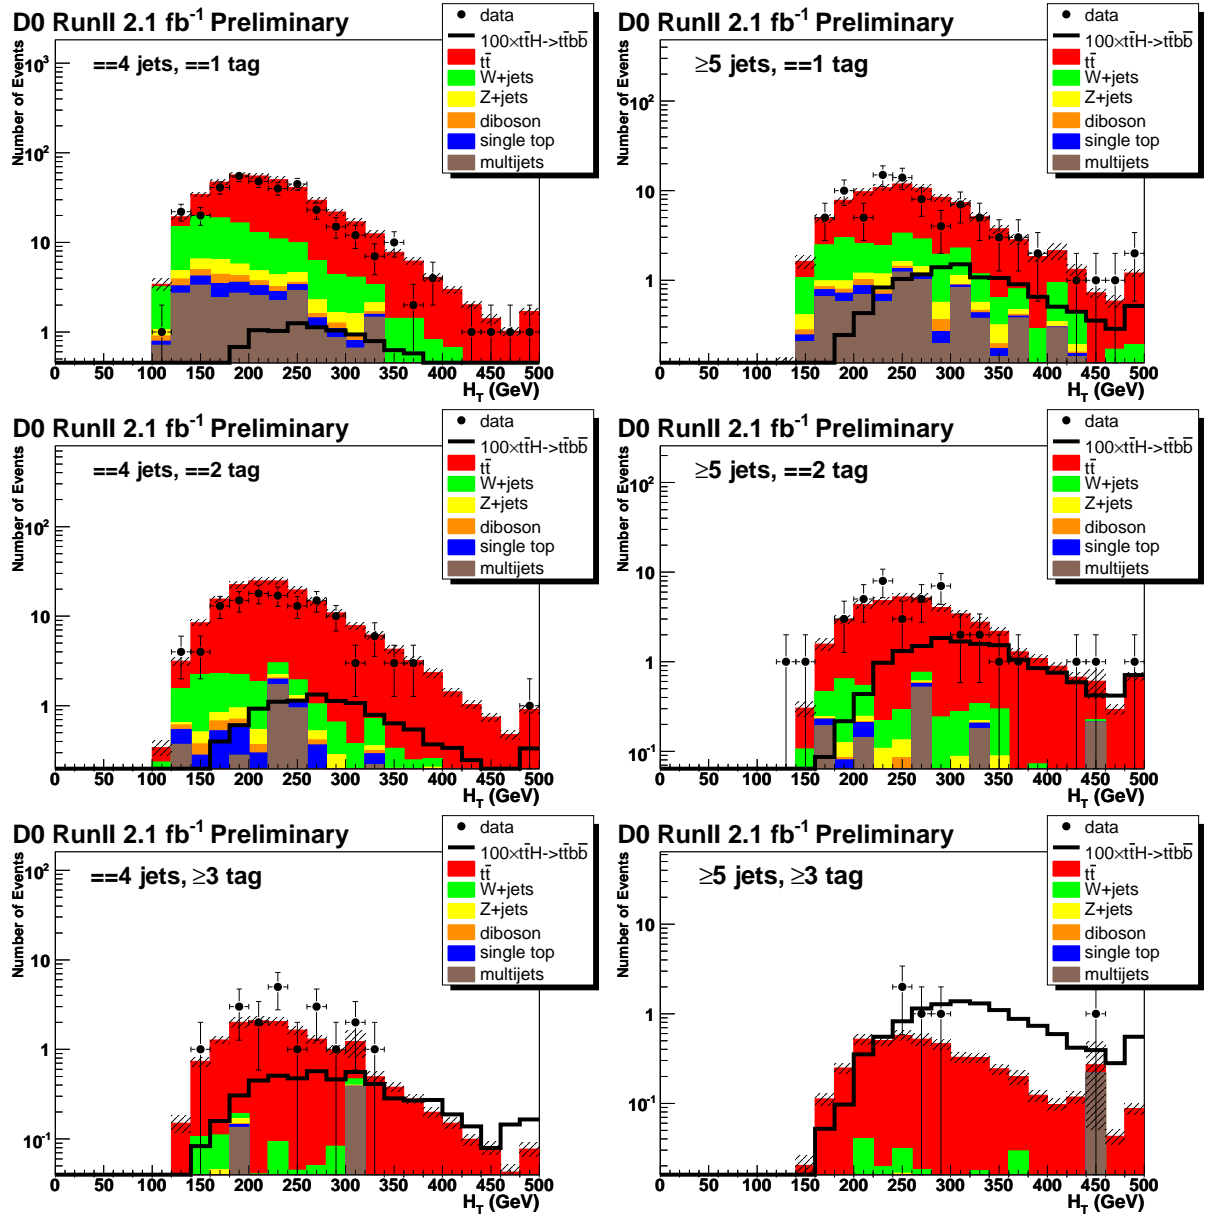 D0 RunII 2.1 fb⁻¹ Preliminary
==4 jets, ==1 tag
data
100×tt̄H->tt̄bb̄
tt̄
W+jets
Z+jets
diboson
single top
multijets
Number of Events
10³
10²
10
1
0 50 100 150 200 250 300 350 400 450 500
H_T (GeV)
D0 RunII 2.1 fb⁻¹ Preliminary
≥5 jets, ==1 tag
data
100×tt̄H->tt̄bb̄
tt̄
W+jets
Z+jets
diboson
single top
multijets
Number of Events
10²
10
1
0 50 100 150 200 250 300 350 400 450 500
H_T (GeV)
D0 RunII 2.1 fb⁻¹ Preliminary
==4 jets, ==2 tag
data
100×tt̄H->tt̄bb̄
tt̄
W+jets
Z+jets
diboson
single top
multijets
Number of Events
10²
10
1
0 50 100 150 200 250 300 350 400 450 500
H_T (GeV)
D0 RunII 2.1 fb⁻¹ Preliminary
≥5 jets, ==2 tag
data
100×tt̄H->tt̄bb̄
tt̄
W+jets
Z+jets
diboson
single top
multijets
Number of Events
10²
10
1
10⁻¹
0 50 100 150 200 250 300 350 400 450 500
H_T (GeV)
D0 RunII 2.1 fb⁻¹ Preliminary
==4 jets, ≥3 tag
data
100×tt̄H->tt̄bb̄
tt̄
W+jets
Z+jets
diboson
single top
multijets
Number of Events
10²
10
1
10⁻¹
0 50 100 150 200 250 300 350 400 450 500
H_T (GeV)
D0 RunII 2.1 fb⁻¹ Preliminary
≥5 jets, ≥3 tag
data
100×tt̄H->tt̄bb̄
tt̄
W+jets
Z+jets
diboson
single top
multijets
Number of Events
10
1
10⁻¹
0 50 100 150 200 250 300 350 400 450 500
H_T (GeV)